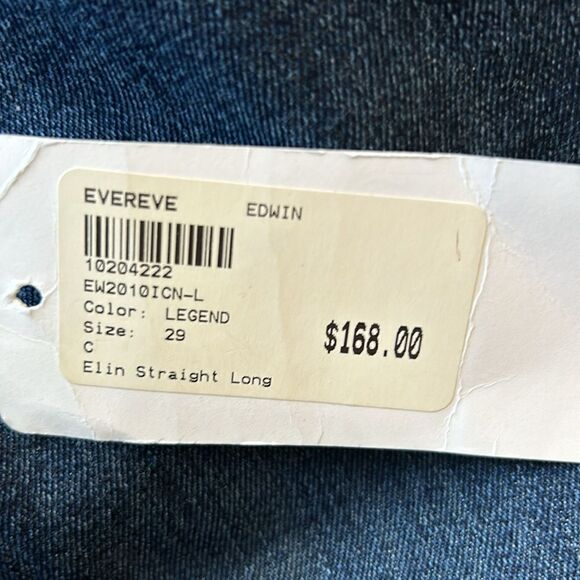 EVEREVE EDWIN
10204222
EW2010ICN-L
Color: LEGEND
Size: 29
C
Elin Straight Long
$168.00